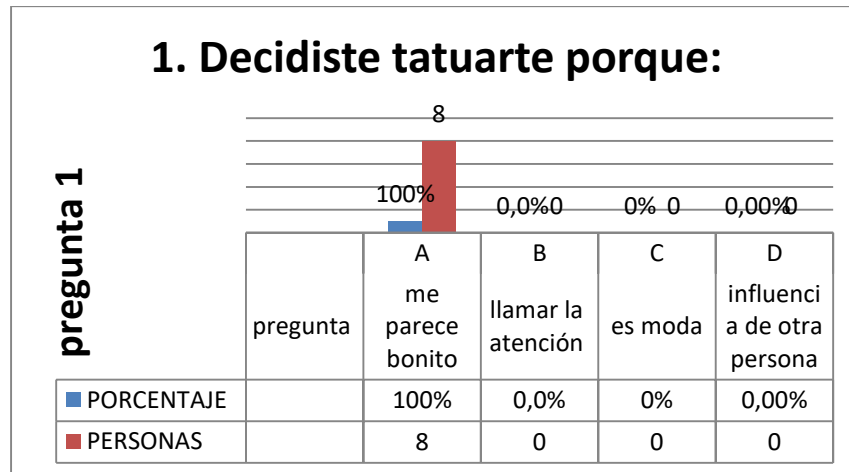 1. Decidiste tatuarte porque:
pregunta 1
8
100%
0,0% 0
0% 0
0,00% 0
A B C D
pregunta
me
parece
bonito
llamar la
atención
es moda
influenci
a de otra
persona
PORCENTAJE 100% 0,0% 0% 0,00%
PERSONAS 8 0 0 0